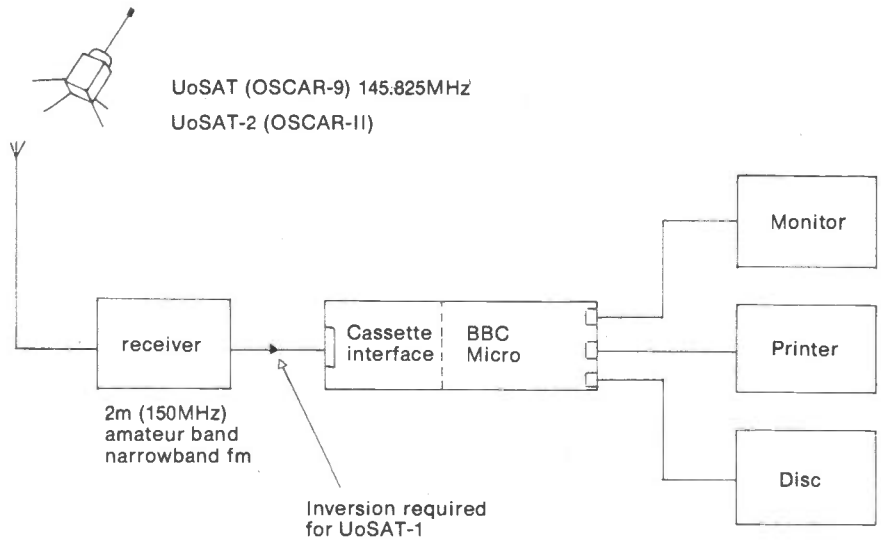 UoSAT (OSCAR-9) 145.825MHz
UoSAT-2 (OSCAR-II)
Monitor
receiver
Cassette
interface
BBC
Micro
Printer
2m (150MHz)
amateur band
narrowband fm
Disc
Inversion required
for UoSAT-1